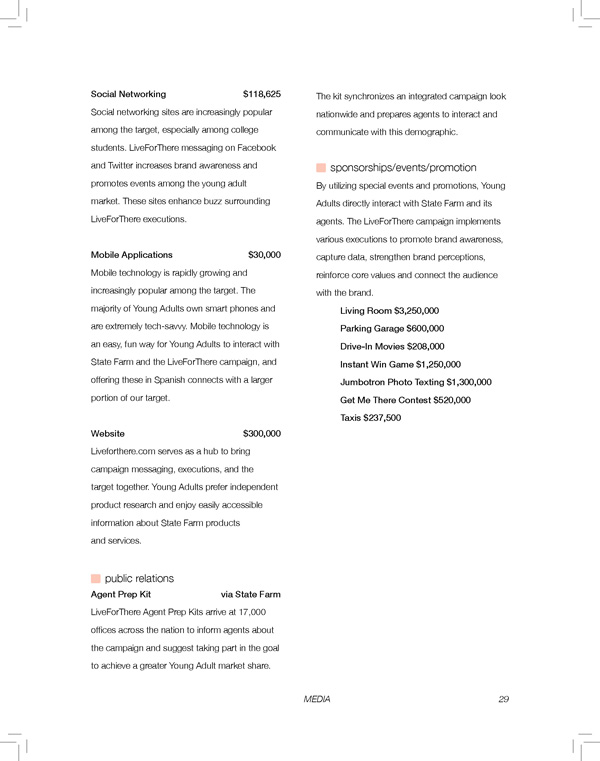 Social Networking $118,625
Social networking sites are increasingly popular
among the target, especially among college
students. LiveForThere messaging on Facebook
and Twitter increases brand awareness and
promotes events among the young adult
market. These sites enhance buzz surrounding
LiveForThere executions.
Mobile Applications $30,000
Mobile technology is rapidly growing and
increasingly popular among the target. The
majority of Young Adults own smart phones and
are extremely tech-savvy. Mobile technology is
an easy, fun way for Young Adults to interact with
State Farm and the LiveForThere campaign, and
offering these in Spanish connects with a larger
portion of our target.
Website $300,000
Liveforthere.com serves as a hub to bring
campaign messaging, executions, and the
target together. Young Adults prefer independent
product research and enjoy easily accessible
information about State Farm products
and services.
public relations
Agent Prep Kit via State Farm
LiveForThere Agent Prep Kits arrive at 17,000
offices across the nation to inform agents about
the campaign and suggest taking part in the goal
to achieve a greater Young Adult market share.
The kit synchronizes an integrated campaign look
nationwide and prepares agents to interact and
communicate with this demographic.
sponsorships/events/promotion
By utilizing special events and promotions, Young
Adults directly interact with State Farm and its
agents. The LiveForThere campaign implements
various executions to promote brand awareness,
capture data, strengthen brand perceptions,
reinforce core values and connect the audience
with the brand.
Living Room $3,250,000
Parking Garage $600,000
Drive-In Movies $208,000
Instant Win Game $1,250,000
Jumbotron Photo Texting $1,300,000
Get Me There Contest $520,000
Taxis $237,500
MEDIA 29